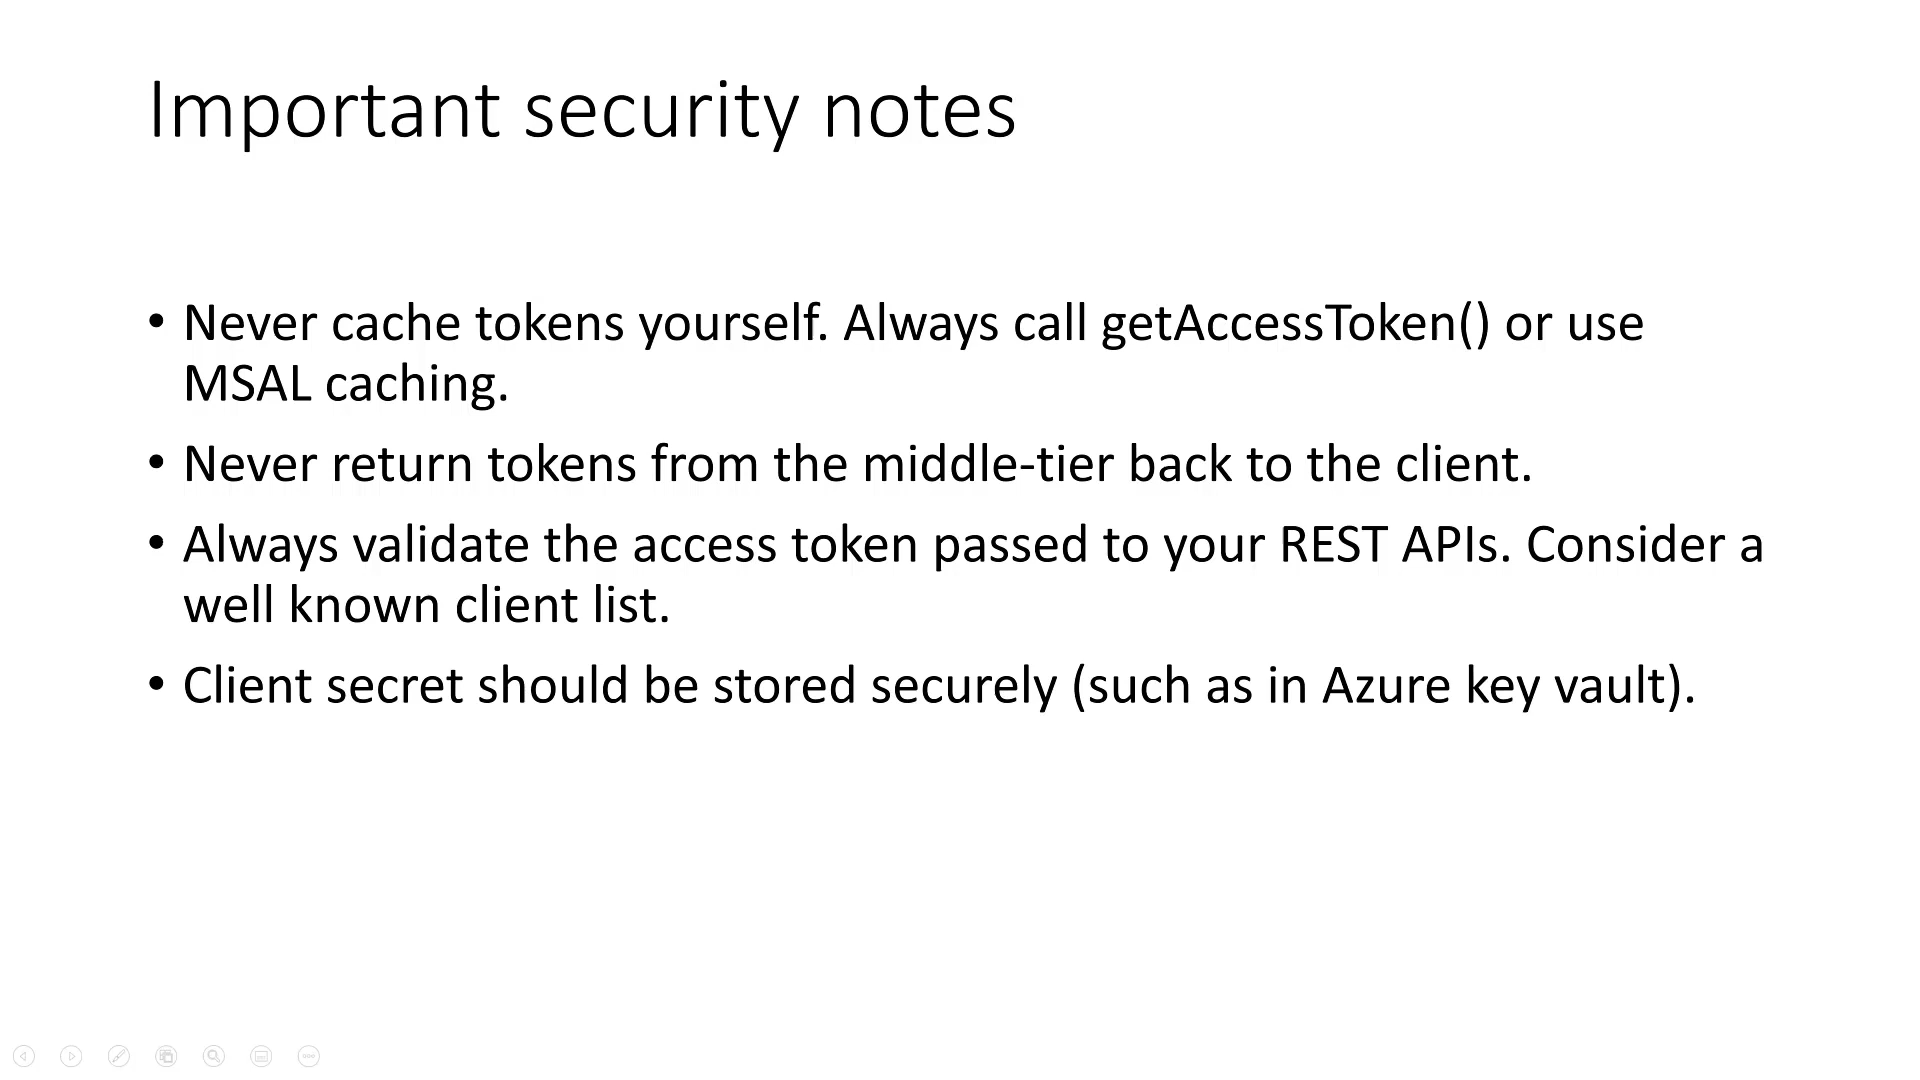 Important security notes
• Never cache tokens yourself. Always call getAccessToken() or use
MSAL caching.
• Never return tokens from the middle-tier back to the client.
• Always validate the access token passed to your REST APIs. Consider a
well known client list.
• Client secret should be stored securely (such as in Azure key vault).